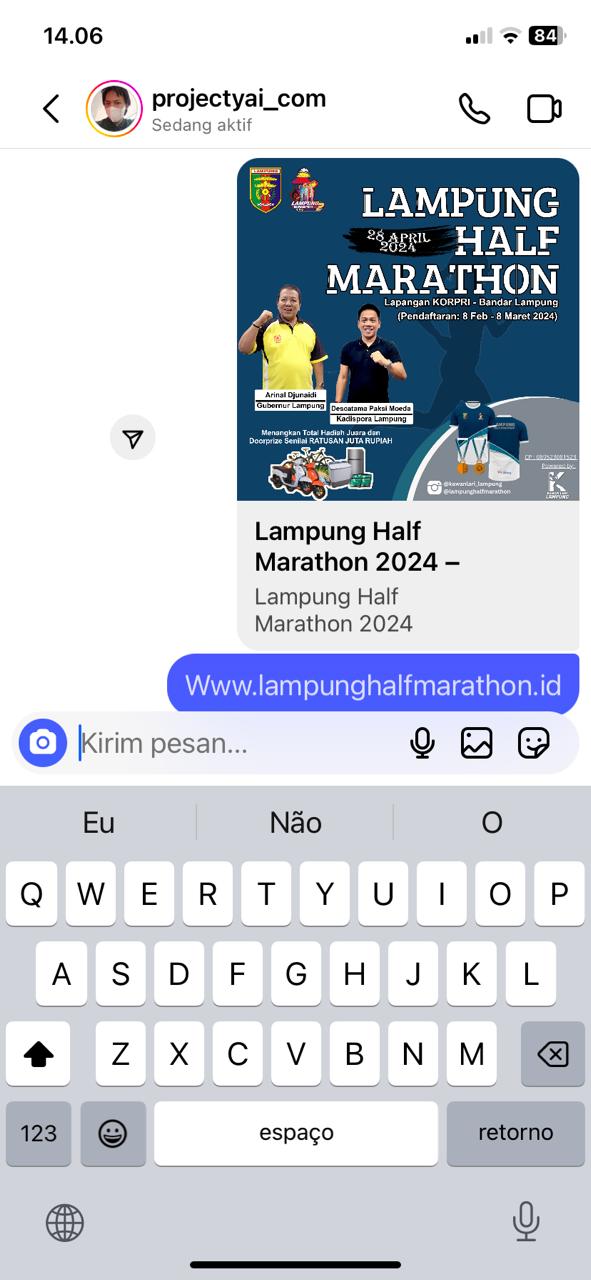 14.06
84
projectyai_com
Sedang aktif
LAMPUNG
28 APRIL
2024
HALF
MARATHON
Lapangan KORPRI - Bandar Lampung
(Pendaftaran: 8 Feb - 8 Maret 2024)
Arinal Djunaidi
Gubernur Lampung
Descatama Paksi Moeda
Kadispora Lampung
Menangkan Total Hadiah Juara dan
Doorprize Senilai RATUSAN JUTA RUPIAH
Powered by:
@kawanlari_lampung
@lampunghalfmarathon
Lampung Half
Marathon 2024 –
Lampung Half
Marathon 2024
Www.lampunghalfmarathon.id
Kirim pesan...
Eu Não O
Q W E R T Y U I O P
A S D F G H J K L
Z X C V B N M
123 espaço retorno